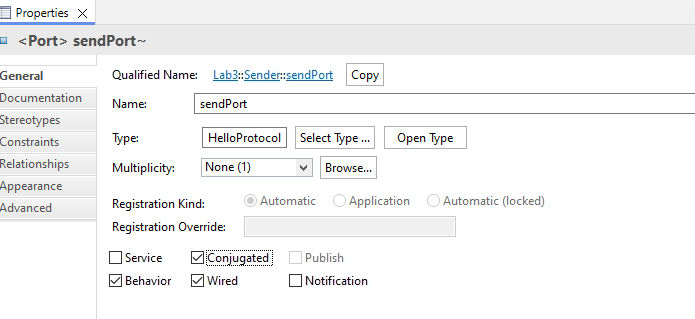 Properties
<Port> sendPort~
General
Documentation
Stereotypes
Constraints
Relationships
Appearance
Advanced
Qualified Name: Lab3::Sender::sendPort Copy
Name: sendPort
Type: HelloProtocol Select Type ... Open Type
Multiplicity: None (1) Browse...
Registration Kind: Automatic Application Automatic (locked)
Registration Override:
Service Conjugated Publish
Behavior Wired Notification